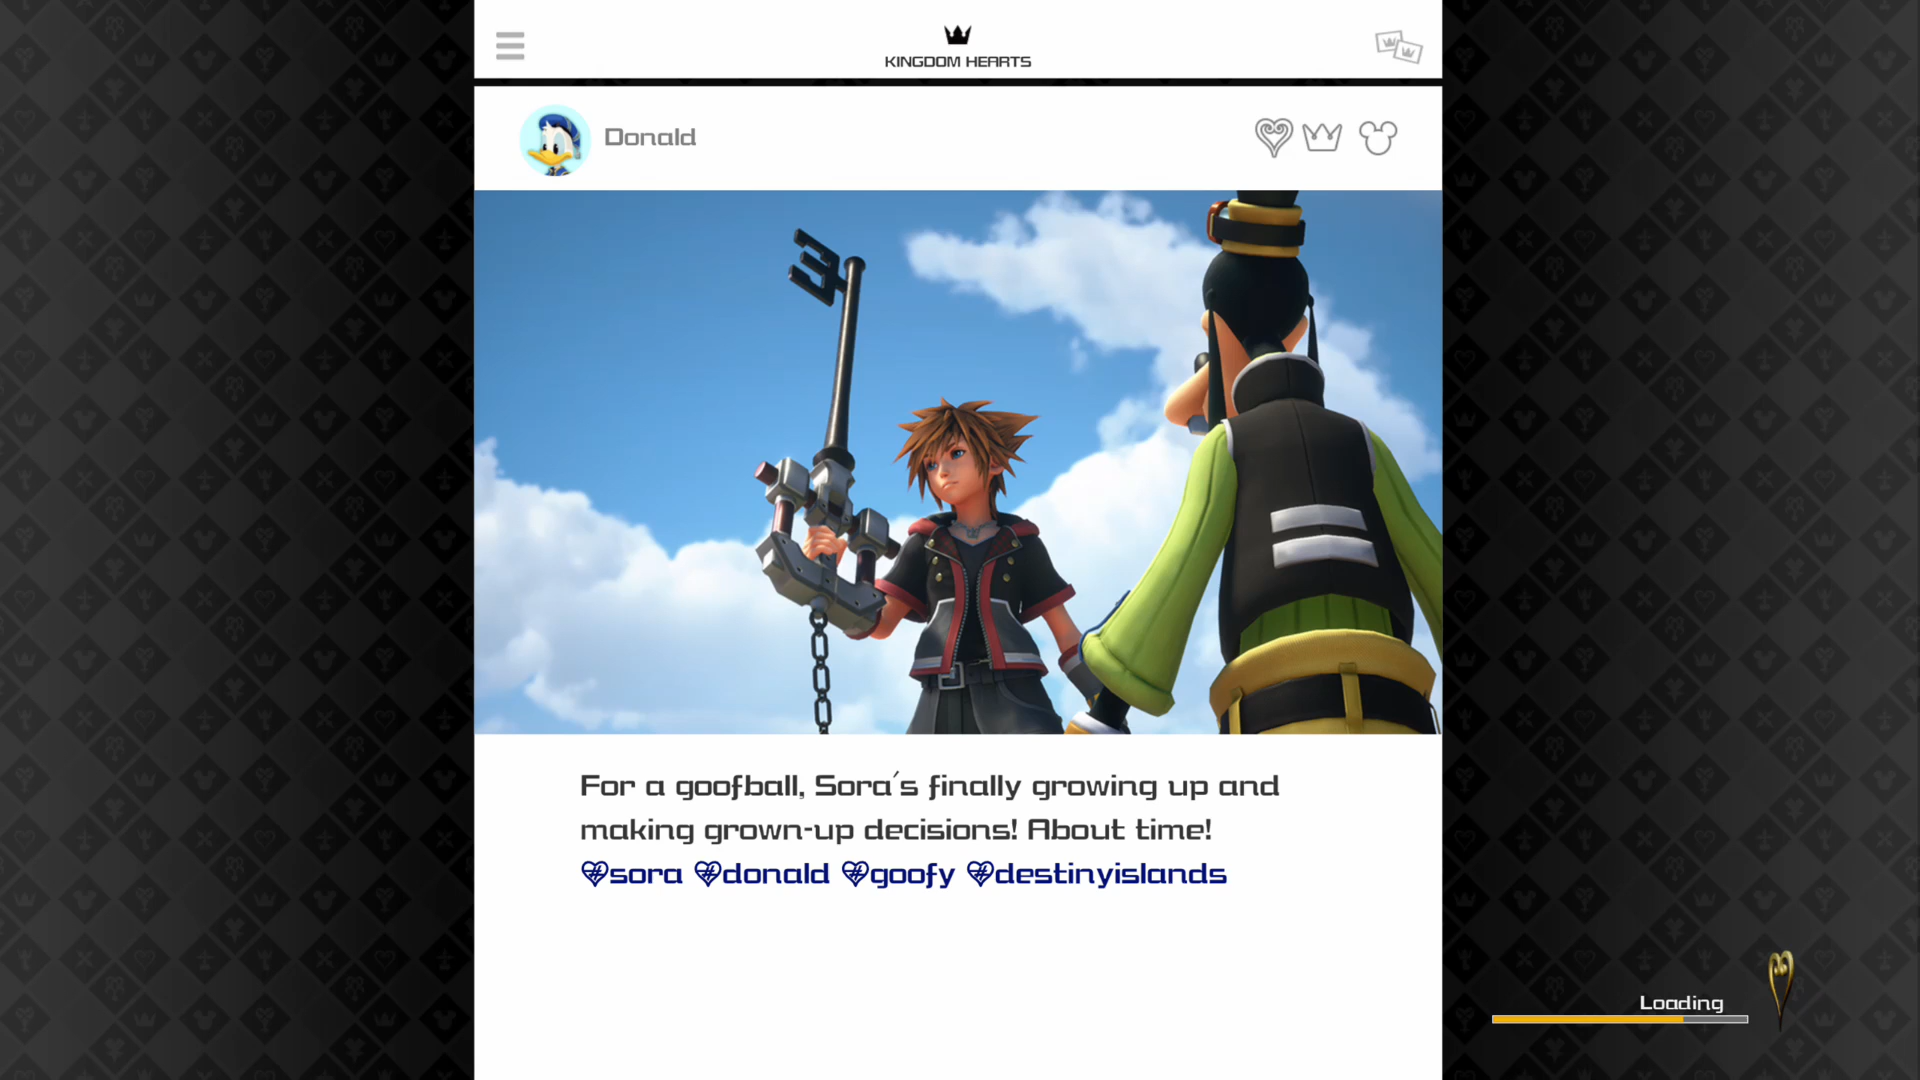 KINGDOM HEARTS
Donald
For a goofball, Sora's finally growing up and
making grown-up decisions! About time!
#sora #donald #goofy #destinyislands
Loading